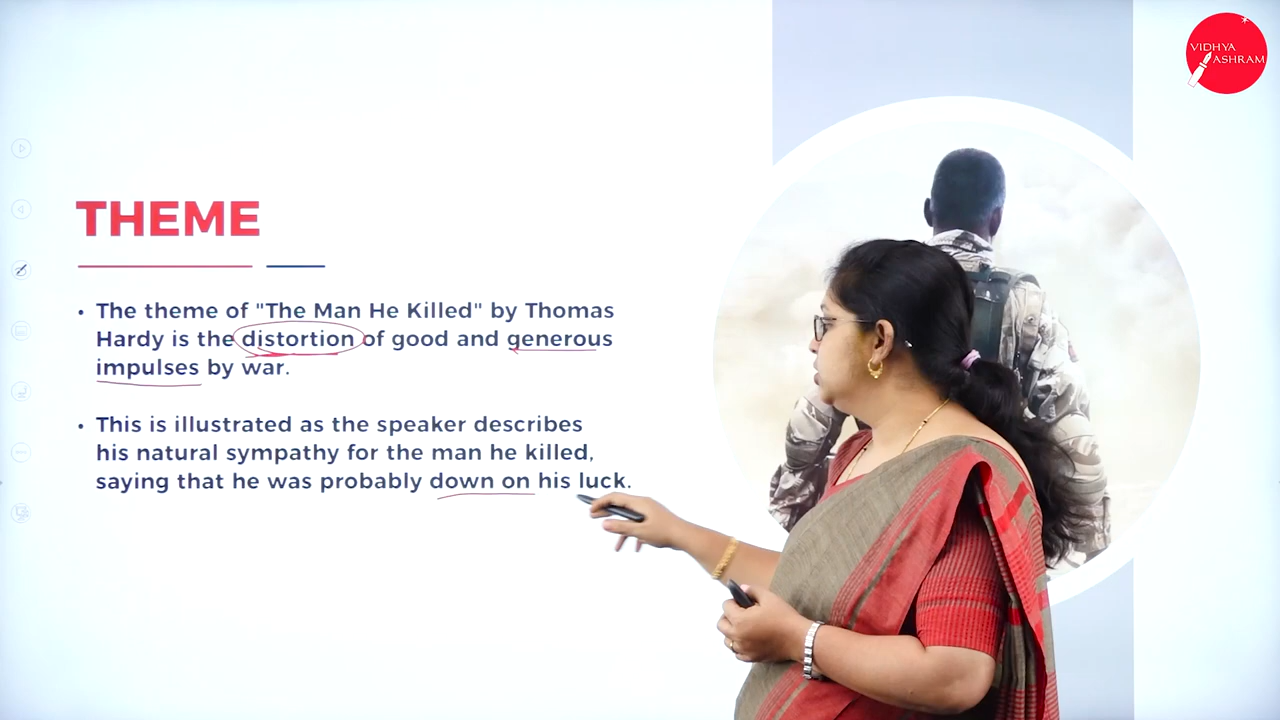 VIDHYA
ASHRAM
THEME
• The theme of "The Man He Killed" by Thomas
Hardy is the distortion of good and generous
impulses by war.
• This is illustrated as the speaker describes
his natural sympathy for the man he killed,
saying that he was probably down on his luck.